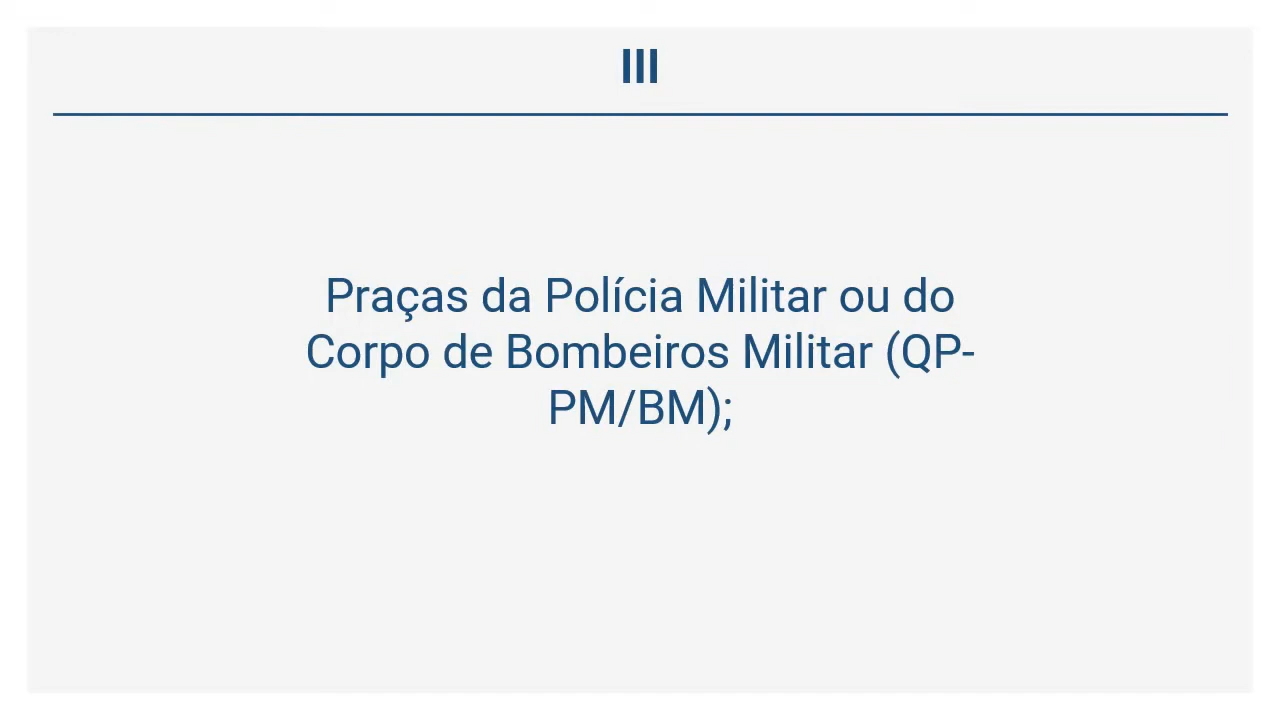 III
Praças da Polícia Militar ou do
Corpo de Bombeiros Militar (QP-
PM/BM);